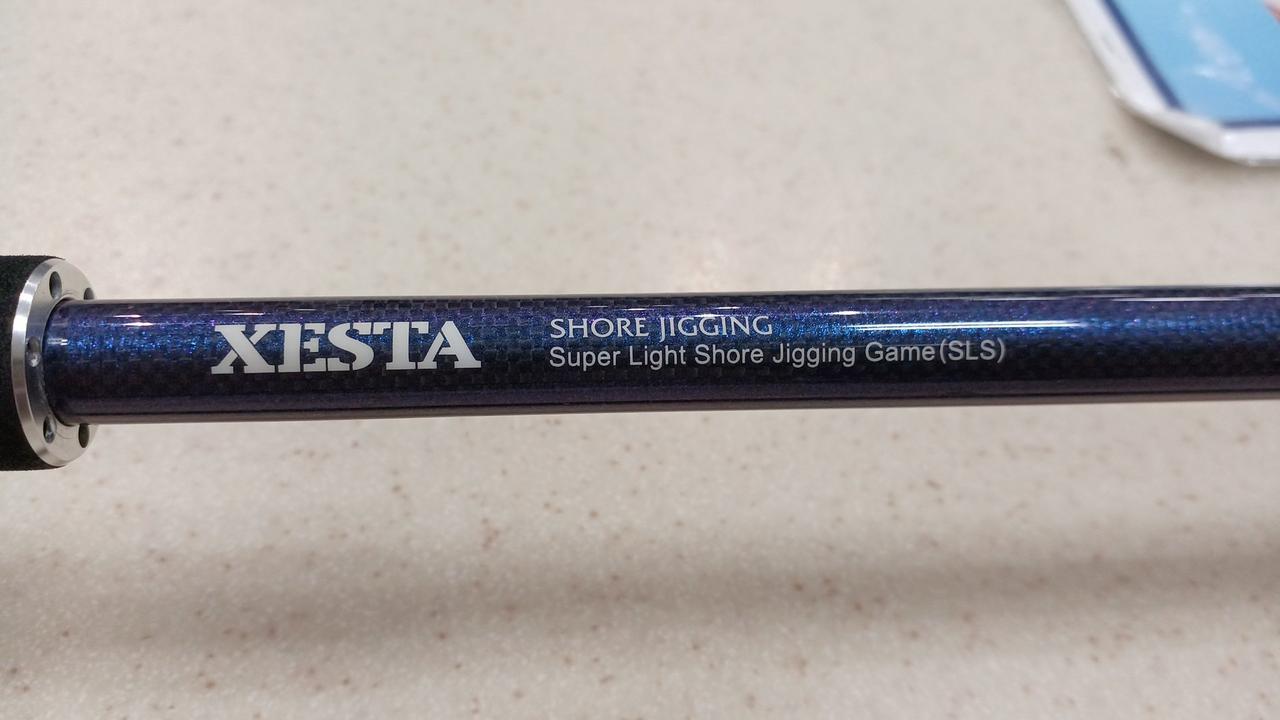 XESTA
SHORE JIGGING
Super Light Shore Jigging Game(SLS)